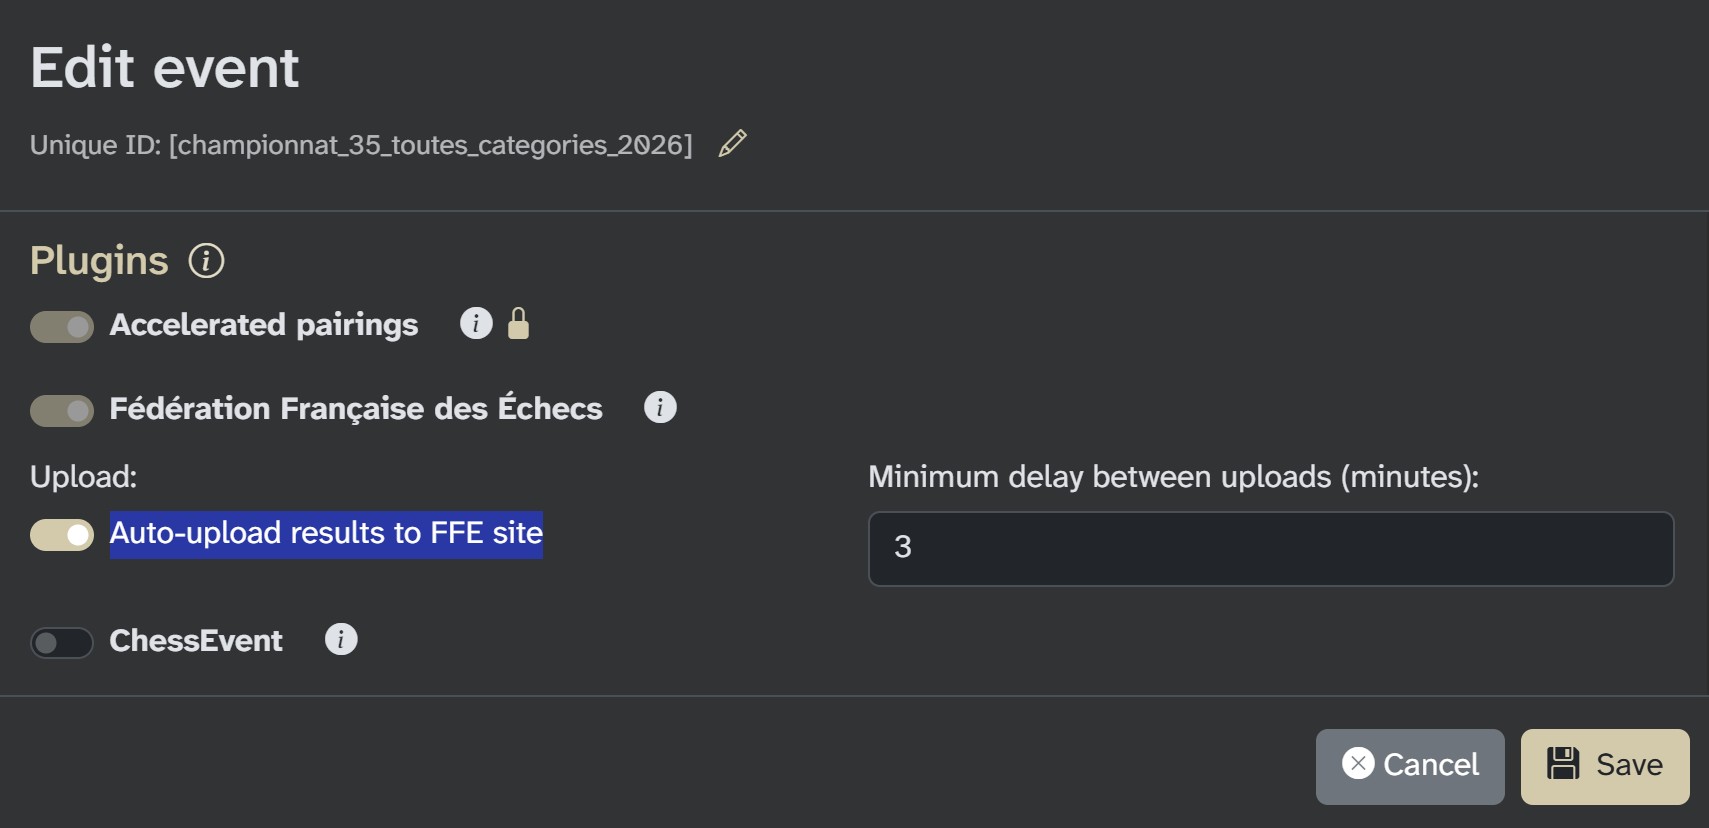 Edit event
Unique ID: [championnat_35_toutes_categories_2026]
Plugins
Accelerated pairings
Fédération Française des Échecs
Upload:
Minimum delay between uploads (minutes):
Auto-upload results to FFE site
3
ChessEvent
Cancel
Save